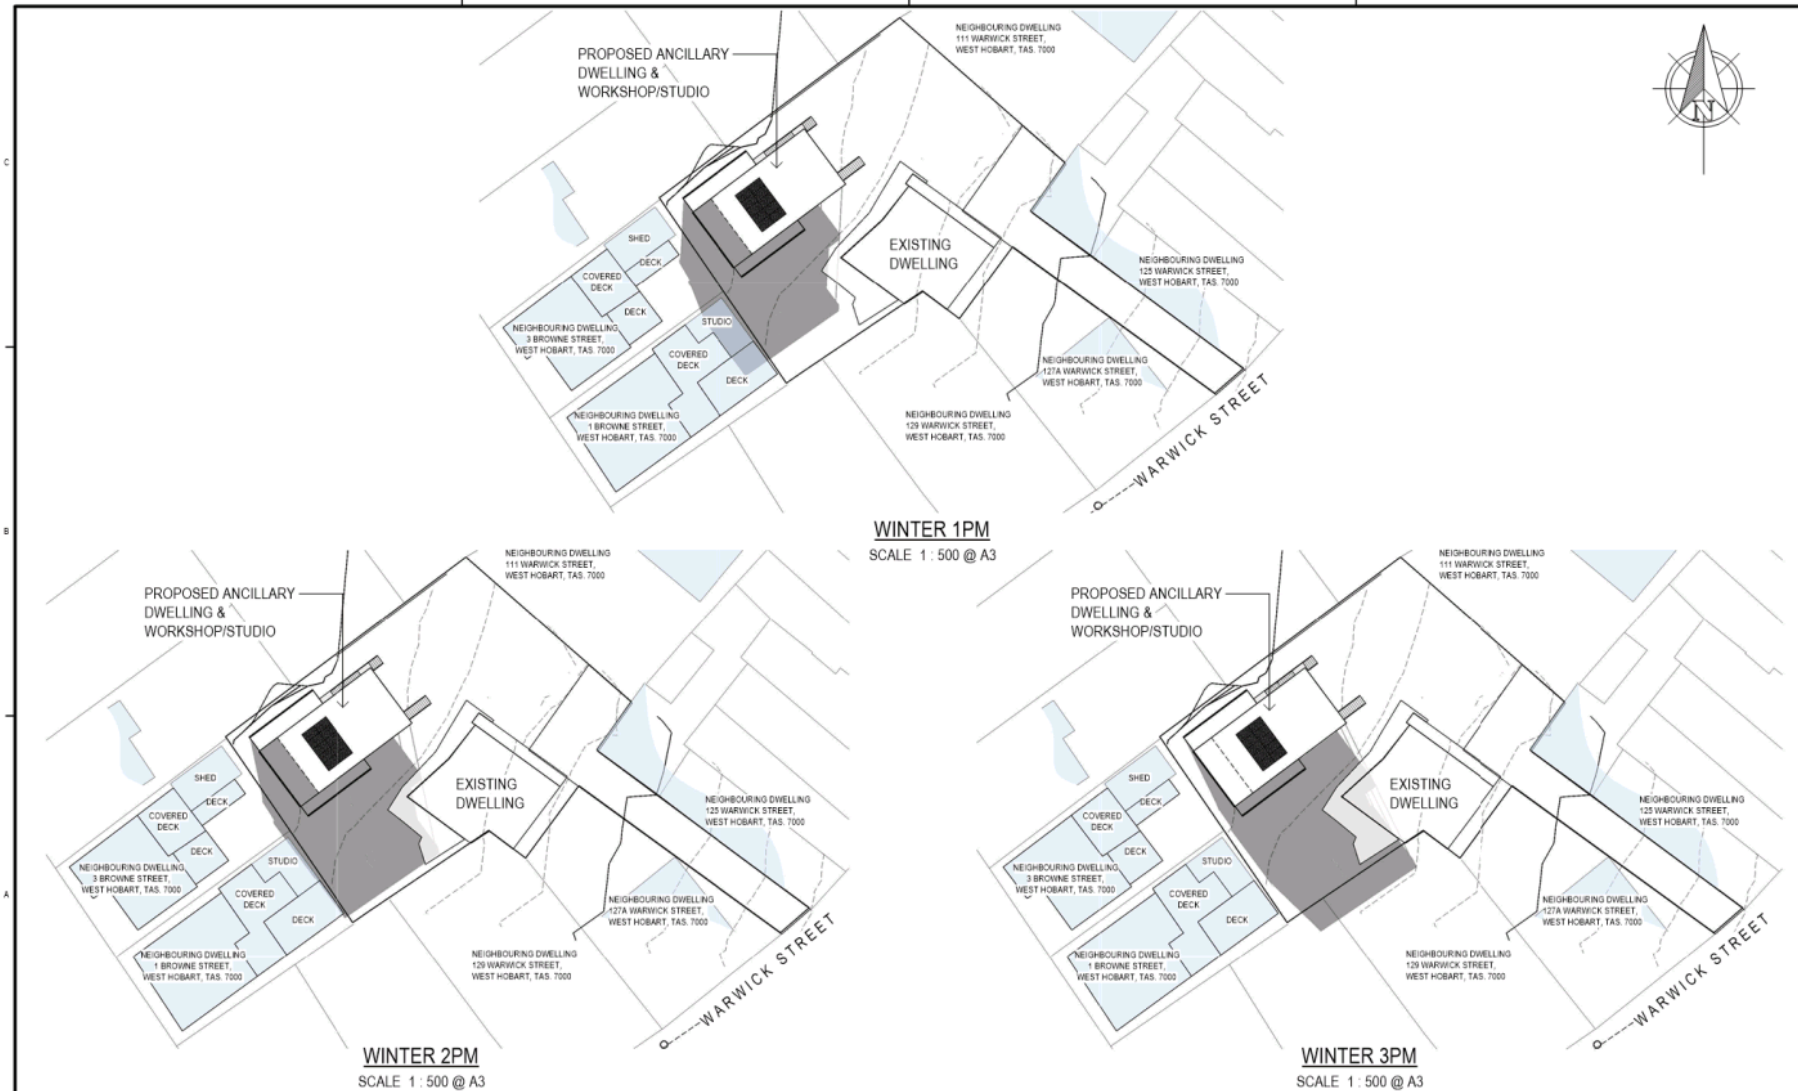 PROPOSED ANCILLARY
DWELLING &
WORKSHOP/STUDIO
NEIGHBOURING DWELLING
111 WARWICK STREET,
WEST HOBART, TAS. 7000
N
C
SHED
DECK
COVERED
DECK
DECK
EXISTING
DWELLING
NEIGHBOURING DWELLING
125 WARWICK STREET,
WEST HOBART, TAS. 7000
NEIGHBOURING DWELLING
3 BROWNE STREET,
WEST HOBART, TAS. 7000
STUDIO
COVERED
DECK
DECK
NEIGHBOURING DWELLING
127A WARWICK STREET,
WEST HOBART, TAS. 7000
NEIGHBOURING DWELLING
1 BROWNE STREET,
WEST HOBART, TAS. 7000
NEIGHBOURING DWELLING
129 WARWICK STREET,
WEST HOBART, TAS. 7000
WARWICK STREET
WINTER 1PM
SCALE 1 : 500 @ A3
B
PROPOSED ANCILLARY
DWELLING &
WORKSHOP/STUDIO
NEIGHBOURING DWELLING
111 WARWICK STREET,
WEST HOBART, TAS. 7000
SHED
DECK
COVERED
DECK
DECK
EXISTING
DWELLING
NEIGHBOURING DWELLING
125 WARWICK STREET,
WEST HOBART, TAS. 7000
NEIGHBOURING DWELLING
3 BROWNE STREET,
WEST HOBART, TAS. 7000
STUDIO
COVERED
DECK
DECK
NEIGHBOURING DWELLING
127A WARWICK STREET,
WEST HOBART, TAS. 7000
NEIGHBOURING DWELLING
1 BROWNE STREET,
WEST HOBART, TAS. 7000
NEIGHBOURING DWELLING
129 WARWICK STREET,
WEST HOBART, TAS. 7000
WARWICK STREET
WINTER 2PM
SCALE 1 : 500 @ A3
A
PROPOSED ANCILLARY
DWELLING &
WORKSHOP/STUDIO
NEIGHBOURING DWELLING
111 WARWICK STREET,
WEST HOBART, TAS. 7000
SHED
DECK
COVERED
DECK
DECK
EXISTING
DWELLING
NEIGHBOURING DWELLING
125 WARWICK STREET,
WEST HOBART, TAS. 7000
NEIGHBOURING DWELLING
3 BROWNE STREET,
WEST HOBART, TAS. 7000
STUDIO
COVERED
DECK
DECK
NEIGHBOURING DWELLING
127A WARWICK STREET,
WEST HOBART, TAS. 7000
NEIGHBOURING DWELLING
1 BROWNE STREET,
WEST HOBART, TAS. 7000
NEIGHBOURING DWELLING
129 WARWICK STREET,
WEST HOBART, TAS. 7000
WARWICK STREET
WINTER 3PM
SCALE 1 : 500 @ A3